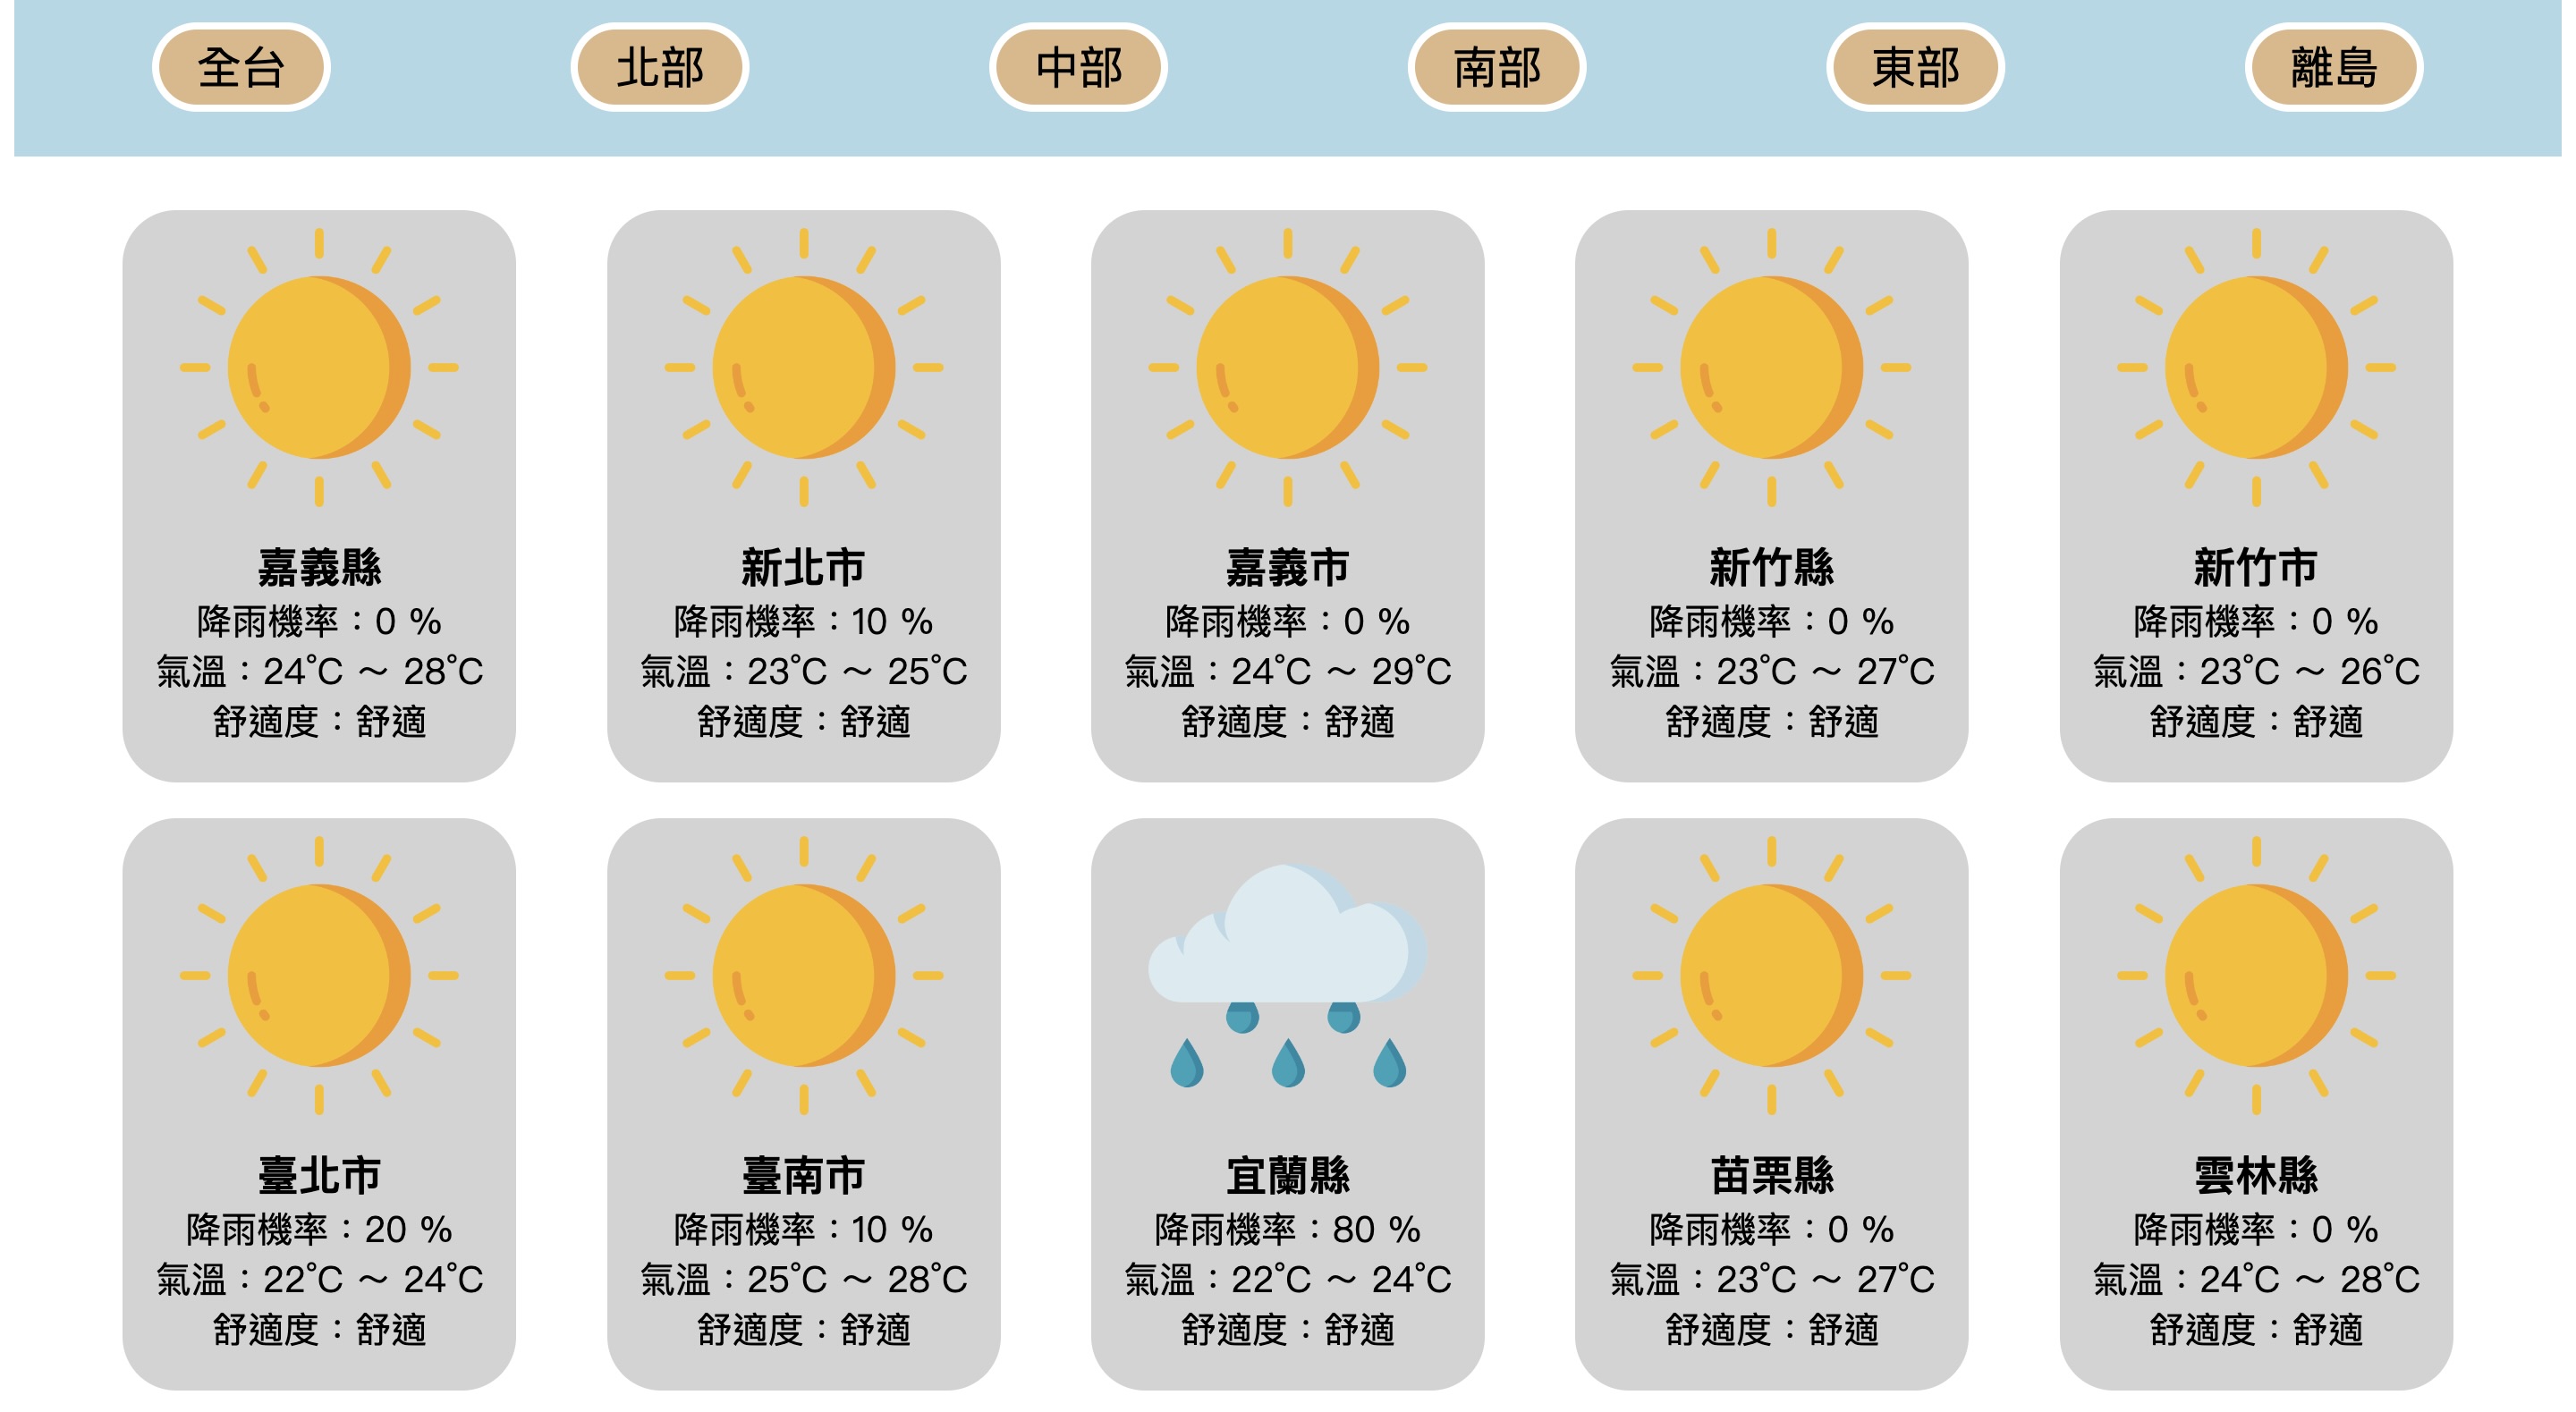 全台
北部
中部
南部
東部
離島
嘉義縣
降雨機率：0 %
氣溫：24°C ～ 28°C
舒適度：舒適
新北市
降雨機率：10 %
氣溫：23°C ～ 25°C
舒適度：舒適
嘉義市
降雨機率：0 %
氣溫：24°C ～ 29°C
舒適度：舒適
新竹縣
降雨機率：0 %
氣溫：23°C ～ 27°C
舒適度：舒適
新竹市
降雨機率：0 %
氣溫：23°C ～ 26°C
舒適度：舒適
臺北市
降雨機率：20 %
氣溫：22°C ～ 24°C
舒適度：舒適
臺南市
降雨機率：10 %
氣溫：25°C ～ 28°C
舒適度：舒適
宜蘭縣
降雨機率：80 %
氣溫：22°C ～ 24°C
舒適度：舒適
苗栗縣
降雨機率：0 %
氣溫：23°C ～ 27°C
舒適度：舒適
雲林縣
降雨機率：0 %
氣溫：24°C ～ 28°C
舒適度：舒適